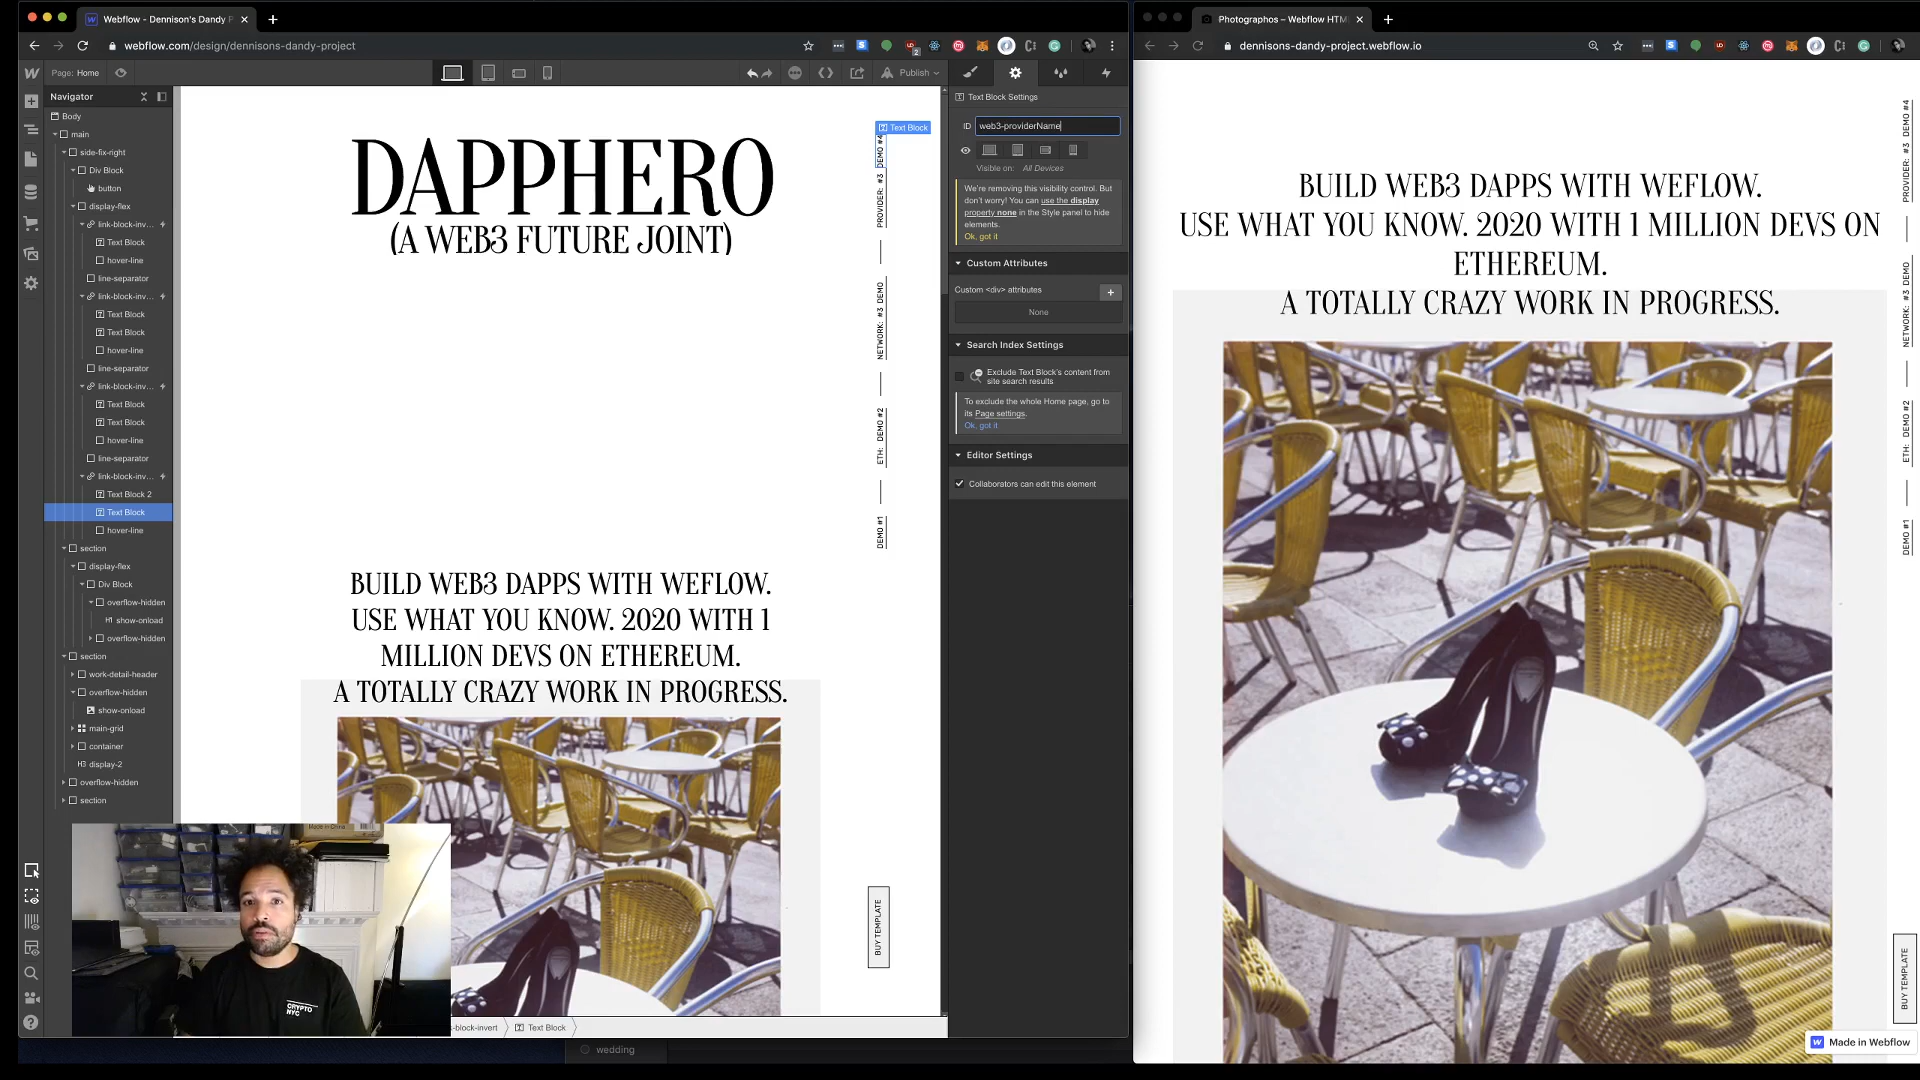 Webflow - Dennison's Dandy P
webflow.com/design/dennisons-dandy-project
Page: Home
Publish
Navigator
Body
main
side-fix-right
Div Block
button
display-flex
link-block-inv...
Text Block
hover-line
line-separator
link-block-inv...
Text Block
Text Block
hover-line
line-separator
link-block-inv...
Text Block
Text Block
hover-line
line-separator
link-block-inv...
Text Block 2
Text Block
hover-line
section
display-flex
Div Block
overflow-hidden
H1 show-onload
overflow-hidden
section
work-detail-header
overflow-hidden
show-onload
main-grid
container
H3 display-2
overflow-hidden
section
DAPPHERO
(A WEB3 FUTURE JOINT)
BUILD WEB3 DAPPS WITH WEFLOW.
USE WHAT YOU KNOW. 2020 WITH 1
MILLION DEVS ON ETHEREUM.
A TOTALLY CRAZY WORK IN PROGRESS.
Text Block
PROVIDER: #3 DEMO #4
NETWORK: #3 DEMO
ETH: DEMO #2
DEMO #1
BUY TEMPLATE
Made in China
CRYPTO
NYC
k-block-invert
Text Block
wedding
Text Block Settings
ID web3-providerName
Visible on: All Devices
We're removing this visibility control. But
don't worry! You can use the display
property none in the Style panel to hide
elements.
Ok, got it
Custom Attributes
Custom <div> attributes
+
None
Search Index Settings
Exclude Text Block's content from
site search results
To exclude the whole Home page, go to
its Page settings.
Ok, got it
Editor Settings
Collaborators can edit this element
Photographos – Webflow HTM
dennisons-dandy-project.webflow.io
BUILD WEB3 DAPPS WITH WEFLOW.
USE WHAT YOU KNOW. 2020 WITH 1 MILLION DEVS ON
ETHEREUM.
A TOTALLY CRAZY WORK IN PROGRESS.
PROVIDER: #3 DEMO #4
NETWORK: #3 DEMO
ETH: DEMO #2
DEMO #1
BUY TEMPLATE
Made in Webflow